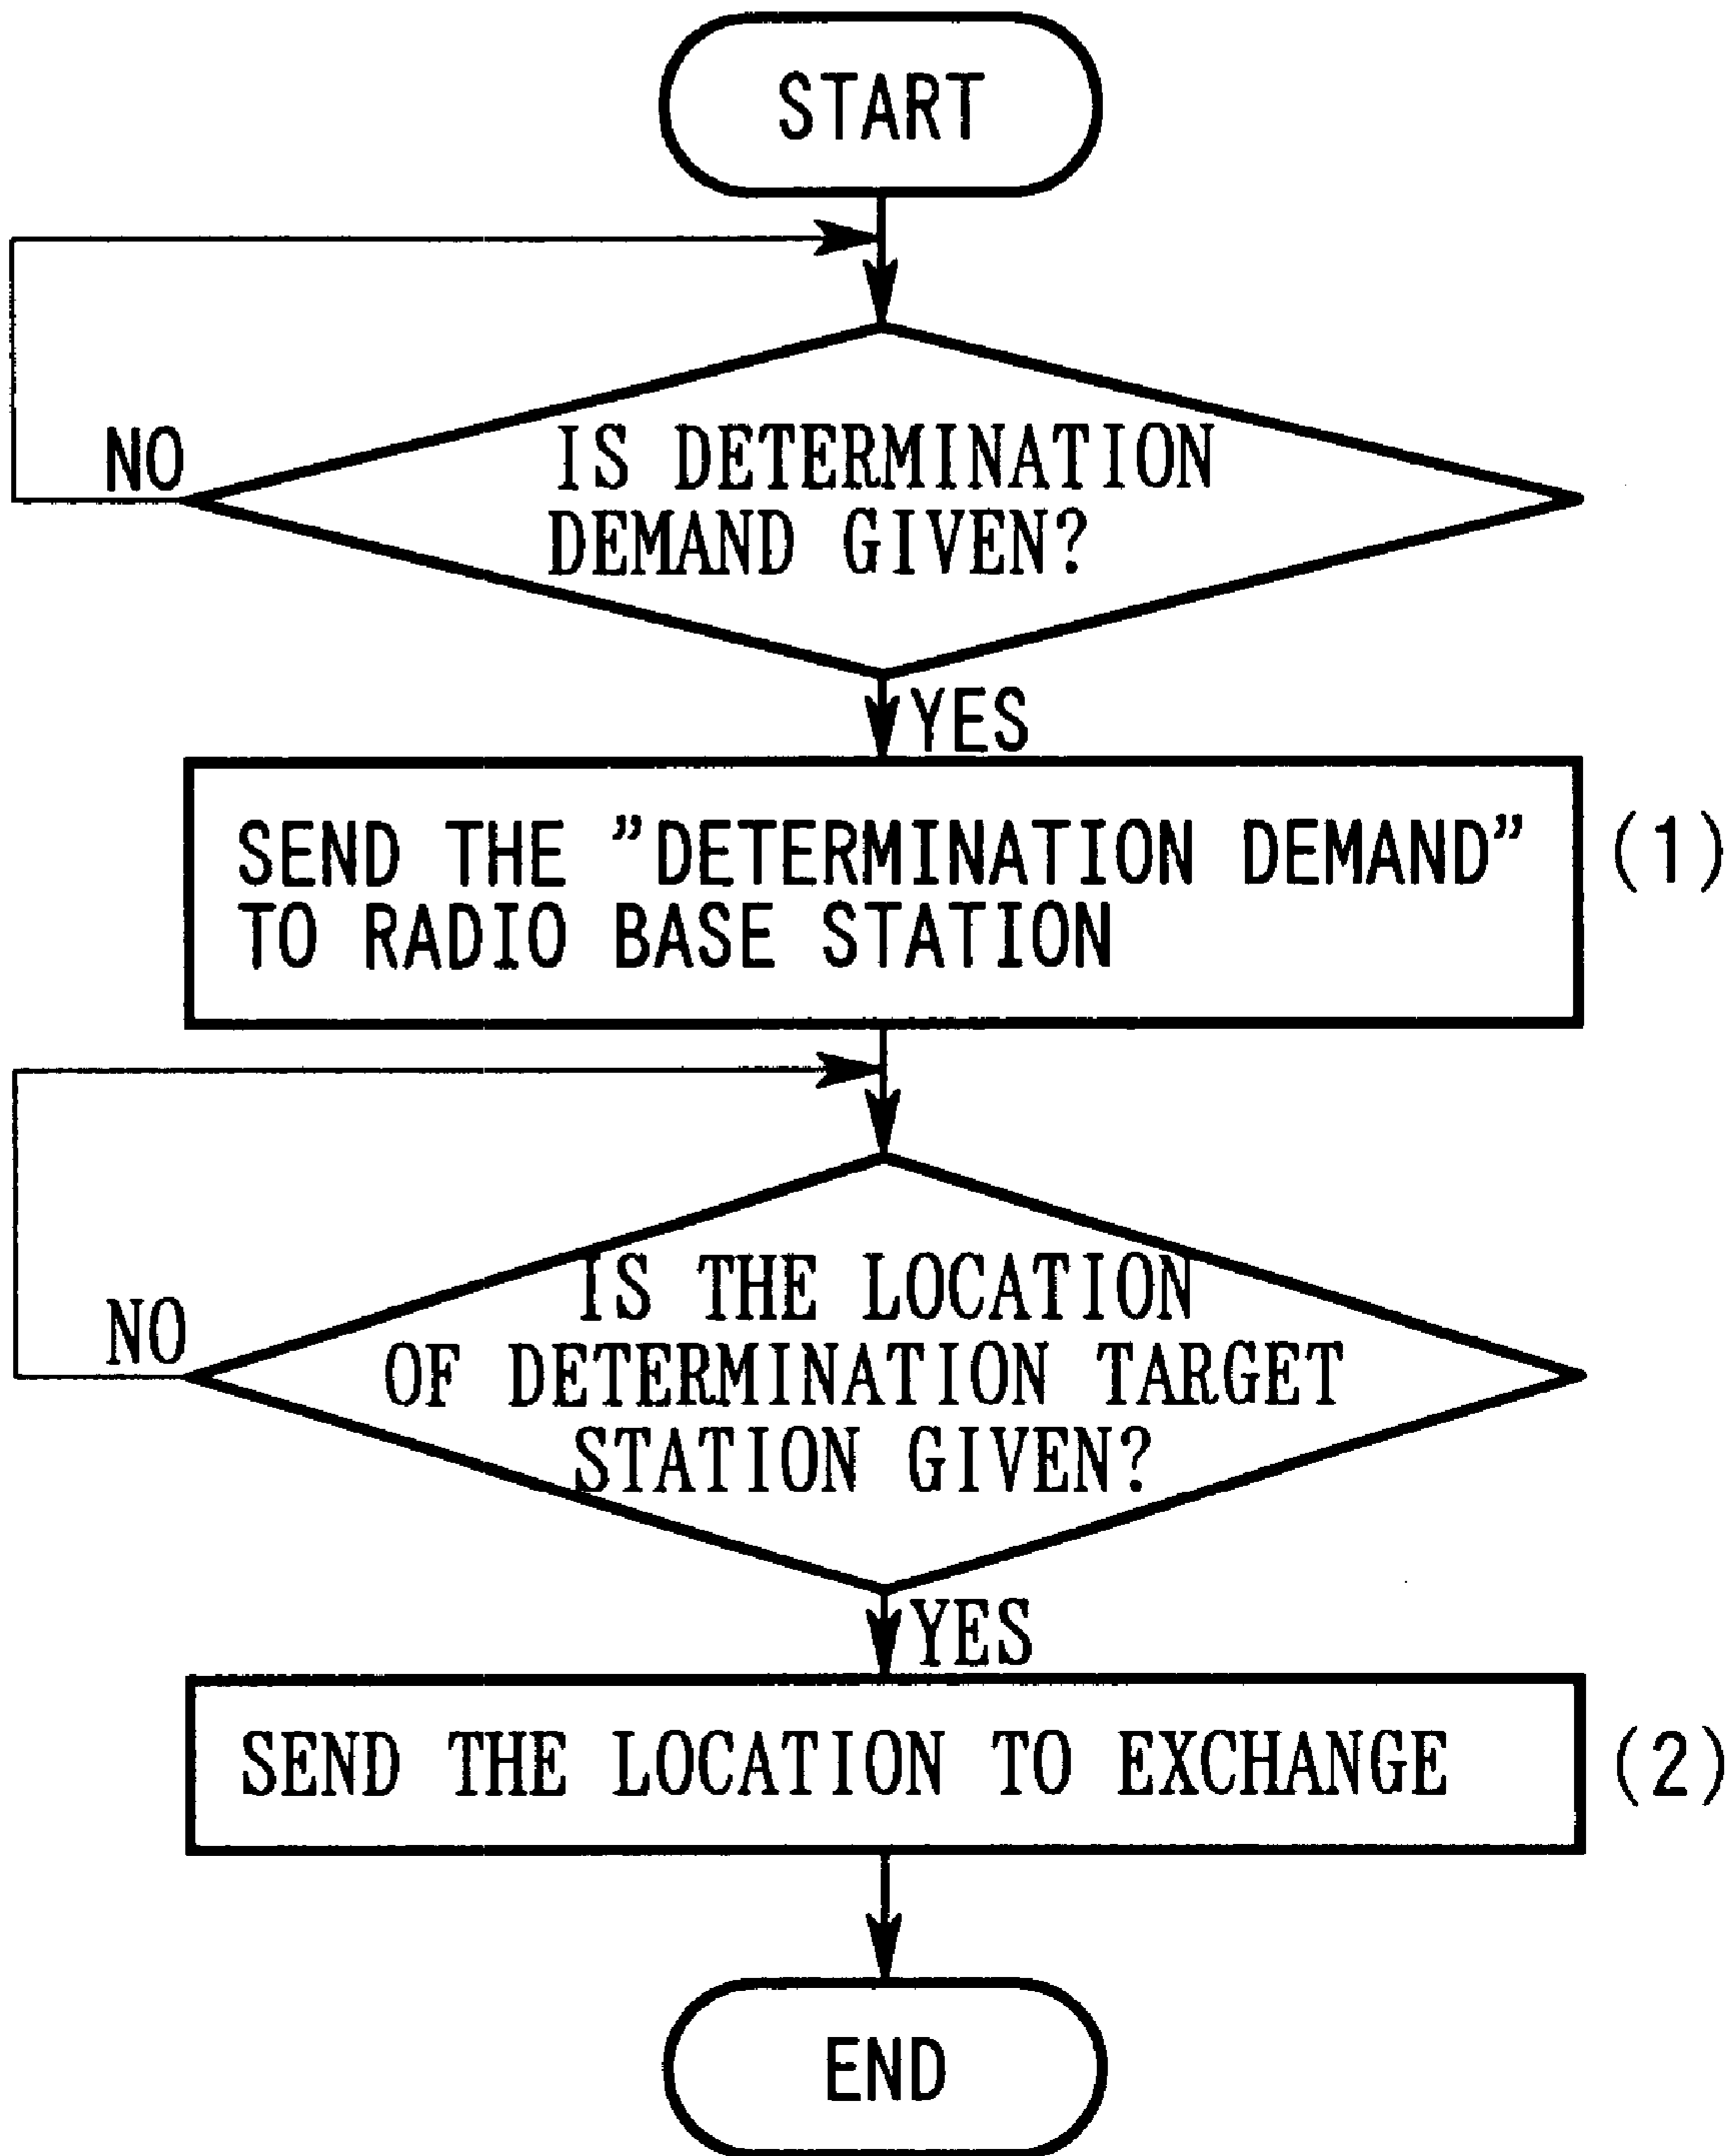 START
NO
IS DETERMINATION
DEMAND GIVEN?
YES
SEND THE ”DETERMINATION DEMAND”
TO RADIO BASE STATION
(1)
IS THE LOCATION
NO
OF DETERMINATION TARGET
STATION GIVEN?
YES
SEND THE LOCATION TO EXCHANGE
(2)
END